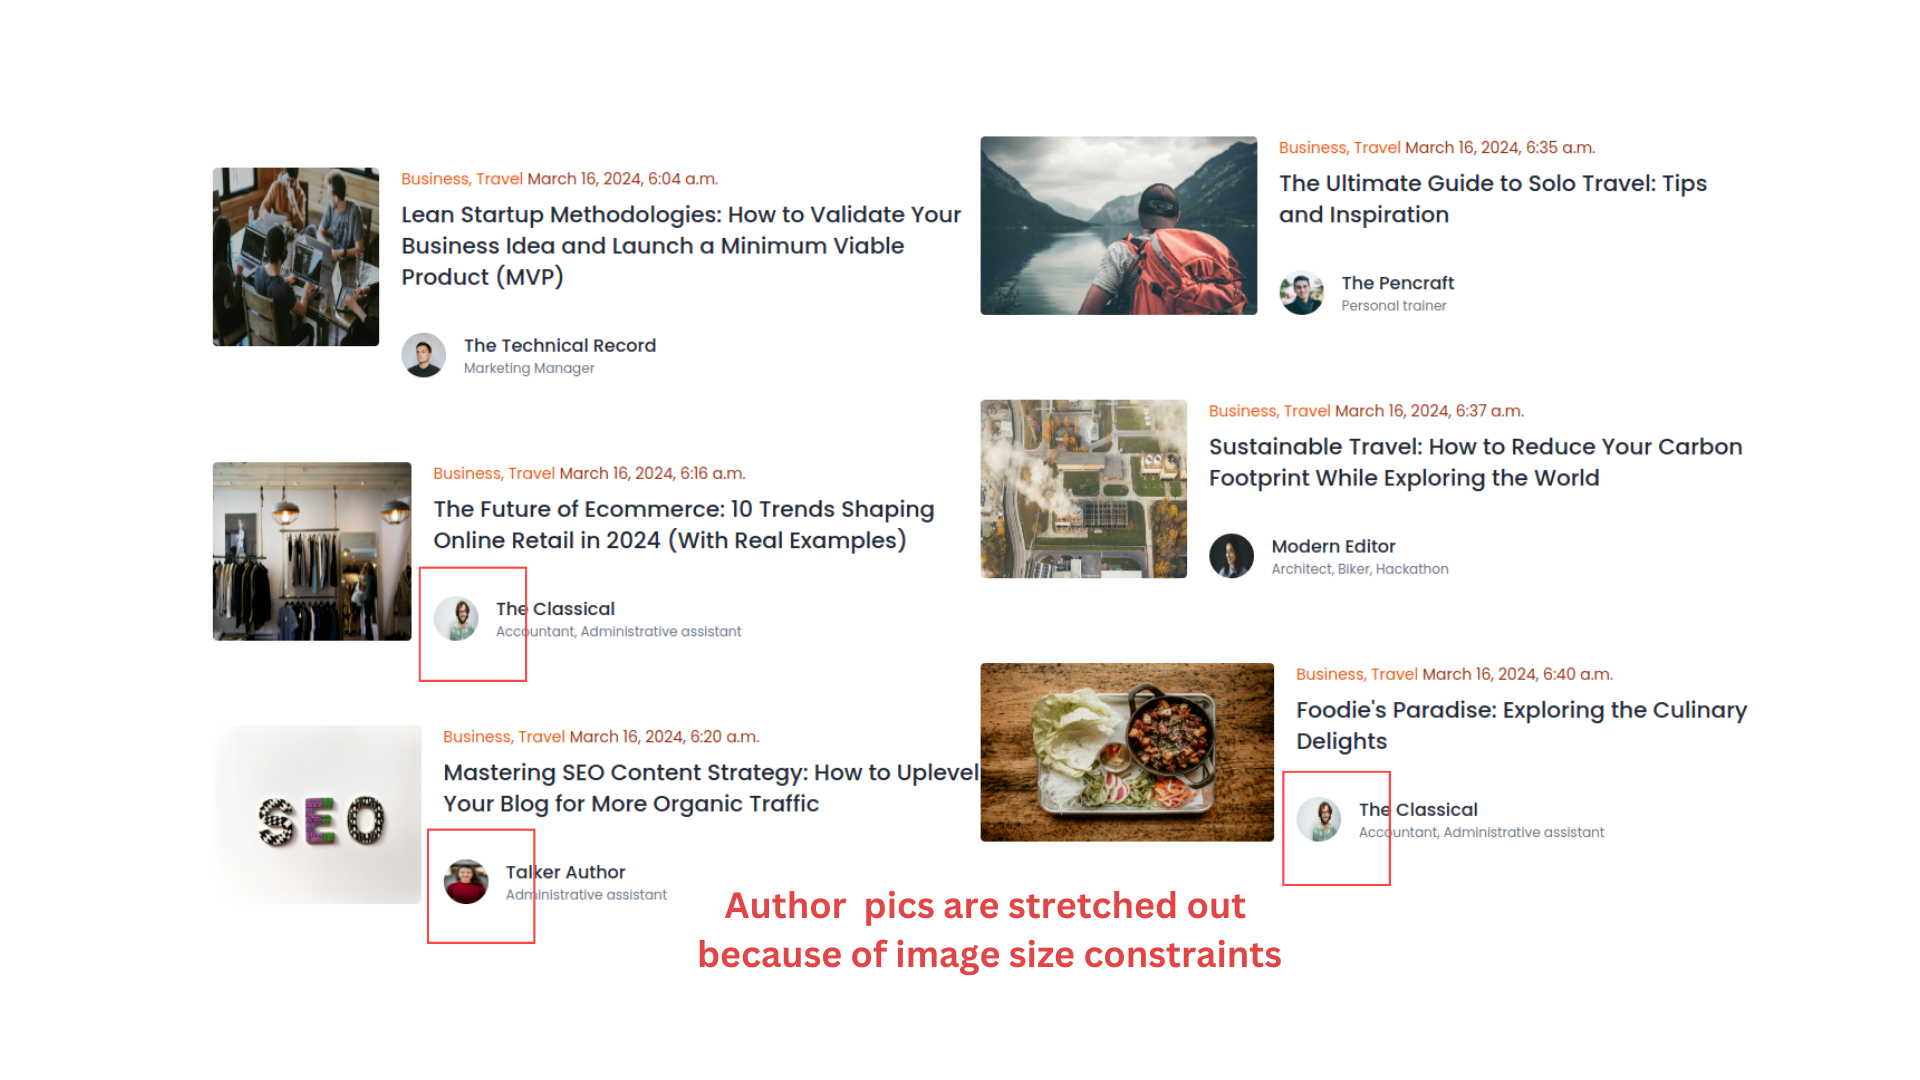 Business, Travel March 16, 2024, 6:04 a.m.
Lean Startup Methodologies: How to Validate Your
Business Idea and Launch a Minimum Viable
Product (MVP)
The Technical Record
Marketing Manager
Business, Travel March 16, 2024, 6:16 a.m.
The Future of Ecommerce: 10 Trends Shaping
Online Retail in 2024 (With Real Examples)
The Classical
Accountant, Administrative assistant
SEO
Business, Travel March 16, 2024, 6:20 a.m.
Mastering SEO Content Strategy: How to Uplevel
Your Blog for More Organic Traffic
Talker Author
Administrative assistant
Business, Travel March 16, 2024, 6:35 a.m.
The Ultimate Guide to Solo Travel: Tips
and Inspiration
The Pencraft
Personal trainer
Business, Travel March 16, 2024, 6:37 a.m.
Sustainable Travel: How to Reduce Your Carbon
Footprint While Exploring the World
Modern Editor
Architect, Biker, Hackathon
Business, Travel March 16, 2024, 6:40 a.m.
Foodie's Paradise: Exploring the Culinary
Delights
The Classical
Accountant, Administrative assistant
Author pics are stretched out
because of image size constraints